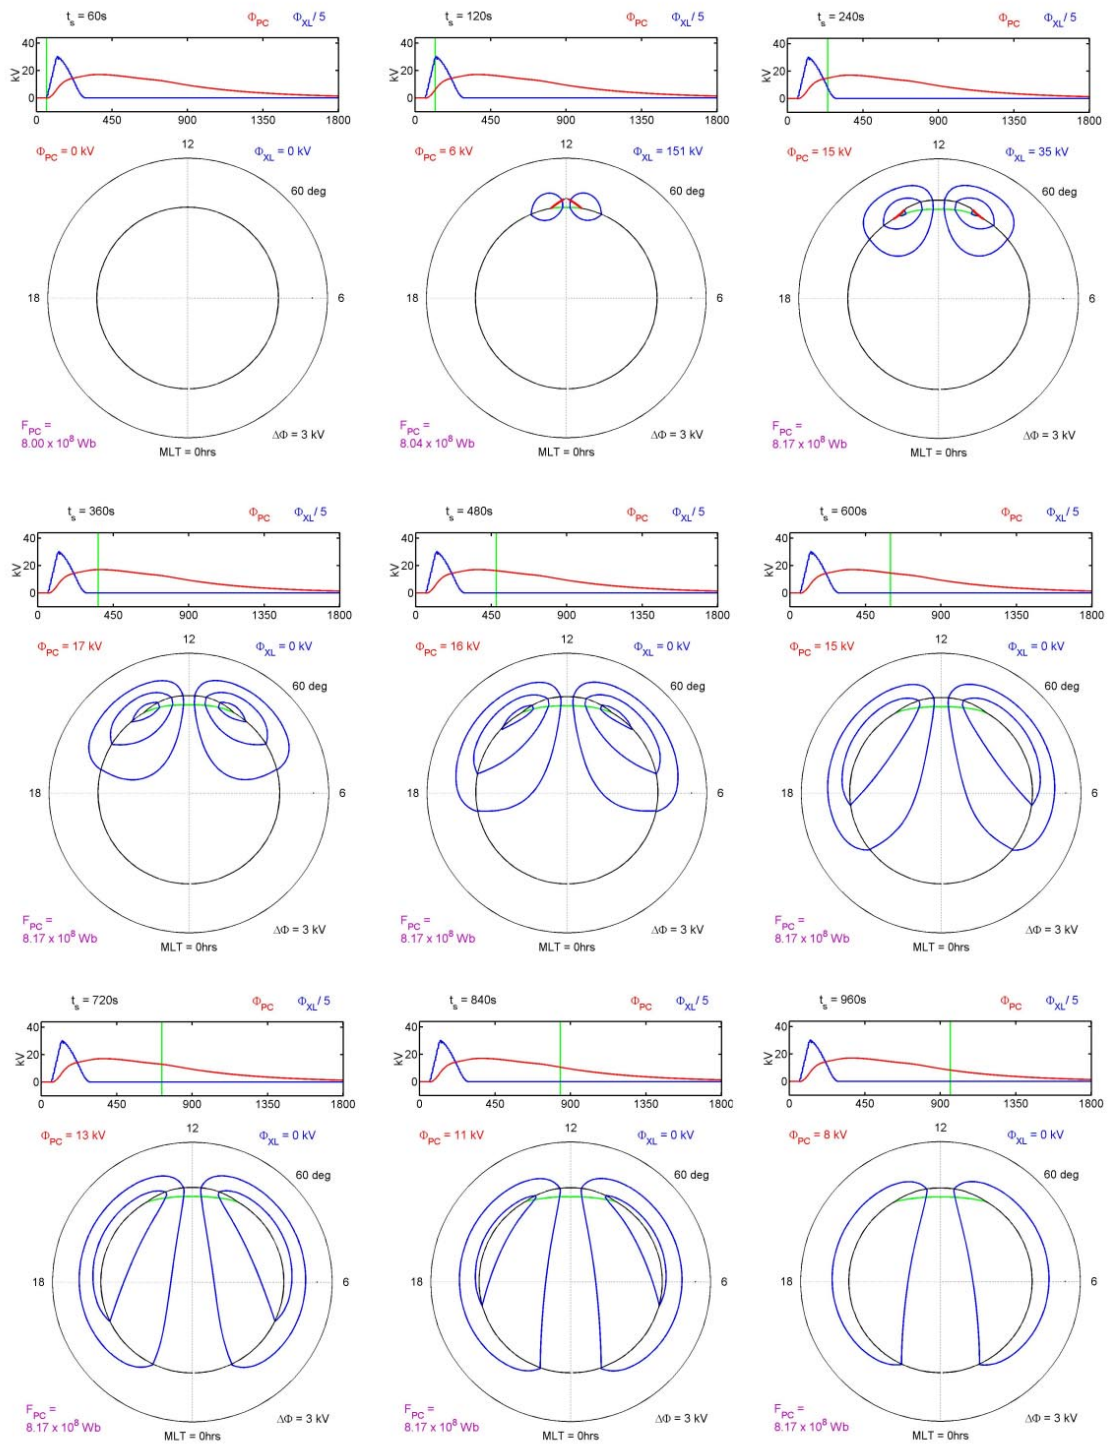 t_s = 60s Φ_PC Φ_XL/ 5
40
20
0
kV
0 450 900 1350 1800
Φ_PC = 0 kV 12 Φ_XL = 0 kV
60 deg
18 6
F_PC =
8.00 x 10^8 Wb
ΔΦ = 3 kV
MLT = 0hrs
t_s = 120s Φ_PC Φ_XL/ 5
40
20
0
kV
0 450 900 1350 1800
Φ_PC = 6 kV 12 Φ_XL = 151 kV
60 deg
18 6
F_PC =
8.04 x 10^8 Wb
ΔΦ = 3 kV
MLT = 0hrs
t_s = 240s Φ_PC Φ_XL/ 5
40
20
0
kV
0 450 900 1350 1800
Φ_PC = 15 kV 12 Φ_XL = 35 kV
60 deg
18 6
F_PC =
8.17 x 10^8 Wb
ΔΦ = 3 kV
MLT = 0hrs
t_s = 360s Φ_PC Φ_XL/ 5
40
20
0
kV
0 450 900 1350 1800
Φ_PC = 17 kV 12 Φ_XL = 0 kV
60 deg
18 6
F_PC =
8.17 x 10^8 Wb
ΔΦ = 3 kV
MLT = 0hrs
t_s = 480s Φ_PC Φ_XL/ 5
40
20
0
kV
0 450 900 1350 1800
Φ_PC = 16 kV 12 Φ_XL = 0 kV
60 deg
18 6
F_PC =
8.17 x 10^8 Wb
ΔΦ = 3 kV
MLT = 0hrs
t_s = 600s Φ_PC Φ_XL/ 5
40
20
0
kV
0 450 900 1350 1800
Φ_PC = 15 kV 12 Φ_XL = 0 kV
60 deg
18 6
F_PC =
8.17 x 10^8 Wb
ΔΦ = 3 kV
MLT = 0hrs
t_s = 720s Φ_PC Φ_XL/ 5
40
20
0
kV
0 450 900 1350 1800
Φ_PC = 13 kV 12 Φ_XL = 0 kV
60 deg
18 6
F_PC =
8.17 x 10^8 Wb
ΔΦ = 3 kV
MLT = 0hrs
t_s = 840s Φ_PC Φ_XL/ 5
40
20
0
kV
0 450 900 1350 1800
Φ_PC = 11 kV 12 Φ_XL = 0 kV
60 deg
18 6
F_PC =
8.17 x 10^8 Wb
ΔΦ = 3 kV
MLT = 0hrs
t_s = 960s Φ_PC Φ_XL/ 5
40
20
0
kV
0 450 900 1350 1800
Φ_PC = 8 kV 12 Φ_XL = 0 kV
60 deg
18 6
F_PC =
8.17 x 10^8 Wb
ΔΦ = 3 kV
MLT = 0hrs